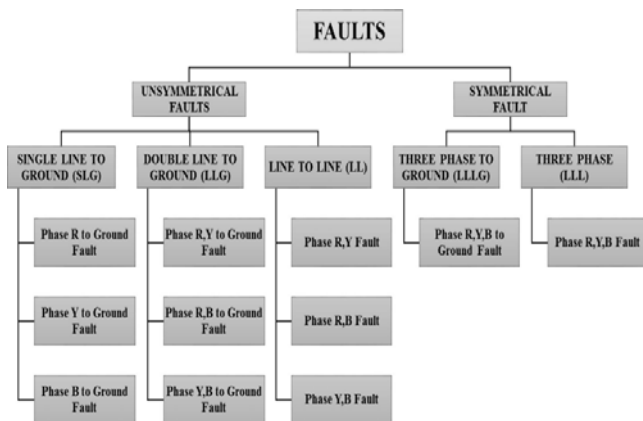 FAULTS
UNSYMMETRICAL
FAULTS
SYMMETRICAL
FAULT
SINGLE LINE TO
GROUND (SLG)
DOUBLE LINE TO
GROUND (LLG)
LINE TO LINE (LL)
THREE PHASE TO
GROUND (LLLG)
THREE PHASE
(LLL)
Phase R to Ground
Fault
Phase R,Y to Ground
Fault
Phase R,Y Fault
Phase R,Y,B to
Ground Fault
Phase R,Y,B Fault
Phase Y to Ground
Fault
Phase R,B to Ground
Fault
Phase R,B Fault
Phase B to Ground
Fault
Phase Y,B to Ground
Fault
Phase Y,B Fault